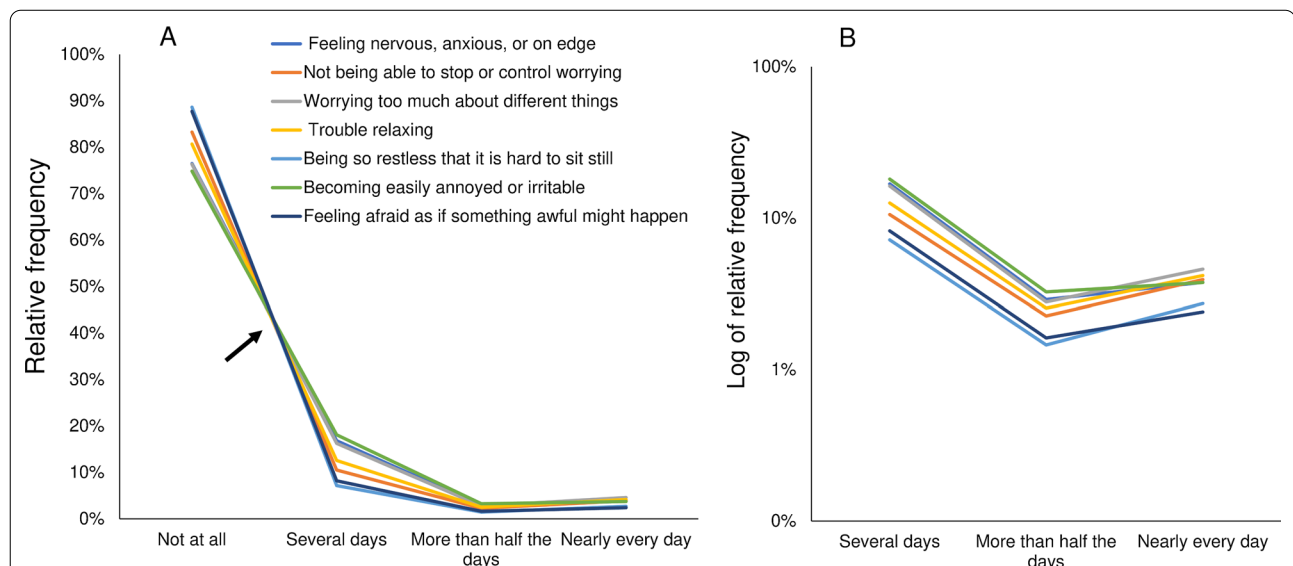 A
Feeling nervous, anxious, or on edge
Not being able to stop or control worrying
Worrying too much about different things
Trouble relaxing
Being so restless that it is hard to sit still
Becoming easily annoyed or irritable
Feeling afraid as if something awful might happen
Relative frequency
100%
90%
80%
70%
60%
50%
40%
30%
20%
10%
0%
Not at all
Several days
More than half the
days
Nearly every day
B
Log of relative frequency
100%
10%
1%
0%
Several days
More than half the
days
Nearly every day